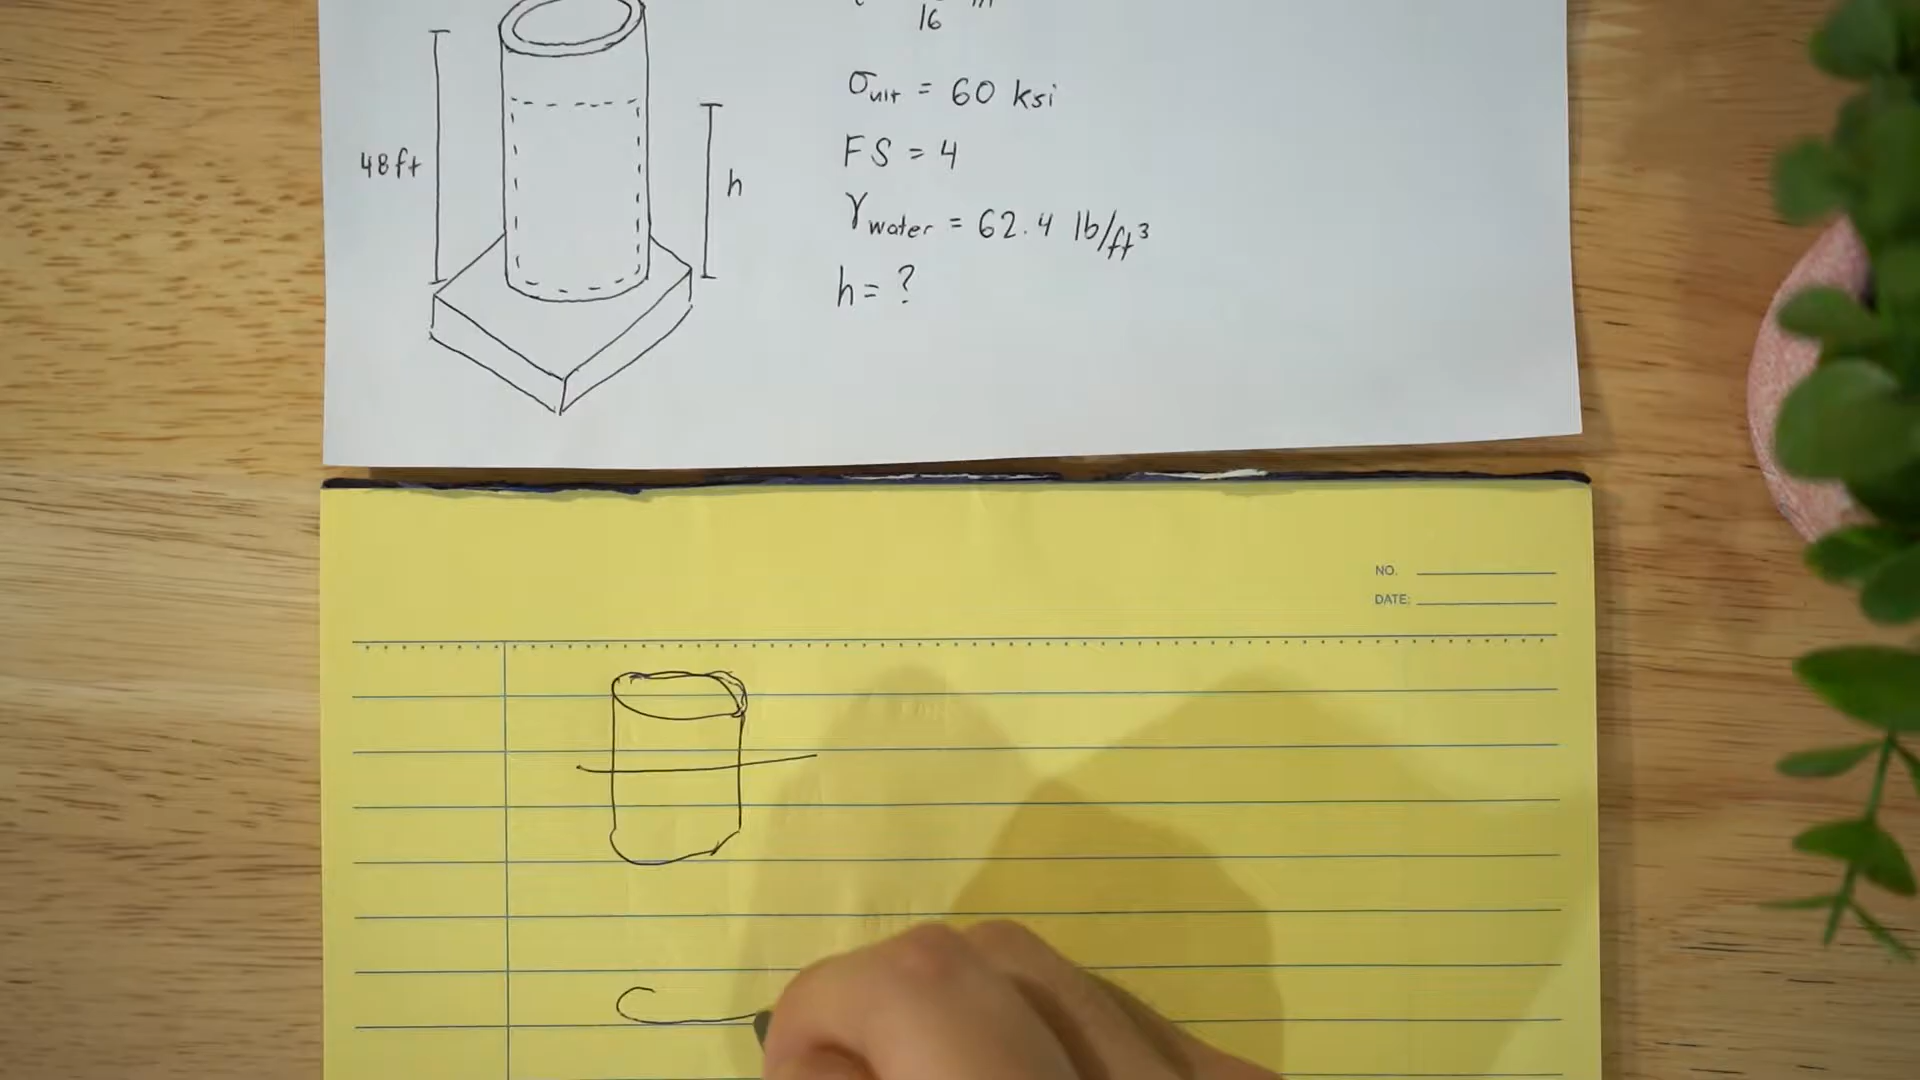 16
σult = 60 ksi
FS = 4
48ft
h
γwater = 62.4 lb/ft³
h = ?
NO.
DATE: